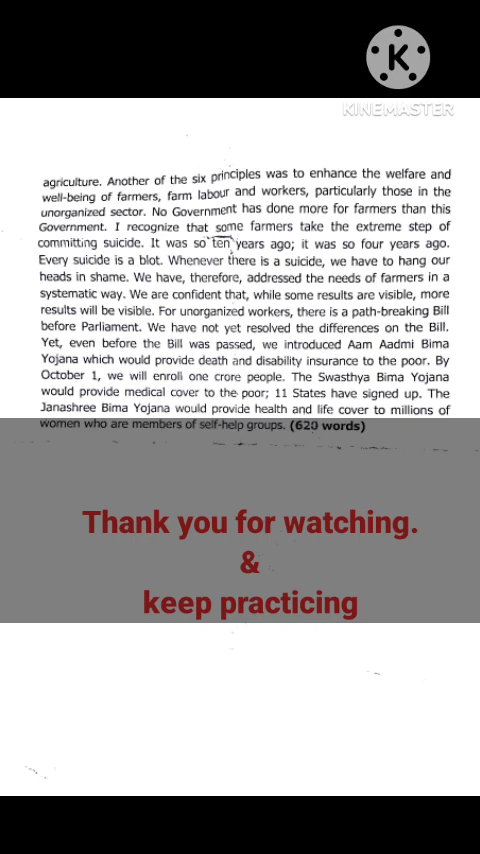 K
KINEMASTER
agriculture. Another of the six principles was to enhance the welfare and
well-being of farmers, farm labour and workers, particularly those in the
unorganized sector. No Government has done more for farmers than this
Government. I recognize that some farmers take the extreme step of
committing suicide. It was so ten years ago; it was so four years ago.
Every suicide is a blot. Whenever there is a suicide, we have to hang our
heads in shame. We have, therefore, addressed the needs of farmers in a
systematic way. We are confident that, while some results are visible, more
results will be visible. For unorganized workers, there is a path-breaking Bill
before Parliament. We have not yet resolved the differences on the Bill.
Yet, even before the Bill was passed, we introduced Aam Aadmi Bima
Yojana which would provide death and disability insurance to the poor. By
October 1, we will enroll one crore people. The Swasthya Bima Yojana
would provide medical cover to the poor; 11 States have signed up. The
Janashree Bima Yojana would provide health and life cover to millions of
women who are members of self-help groups. (620 words)
Thank you for watching.
&
keep practicing